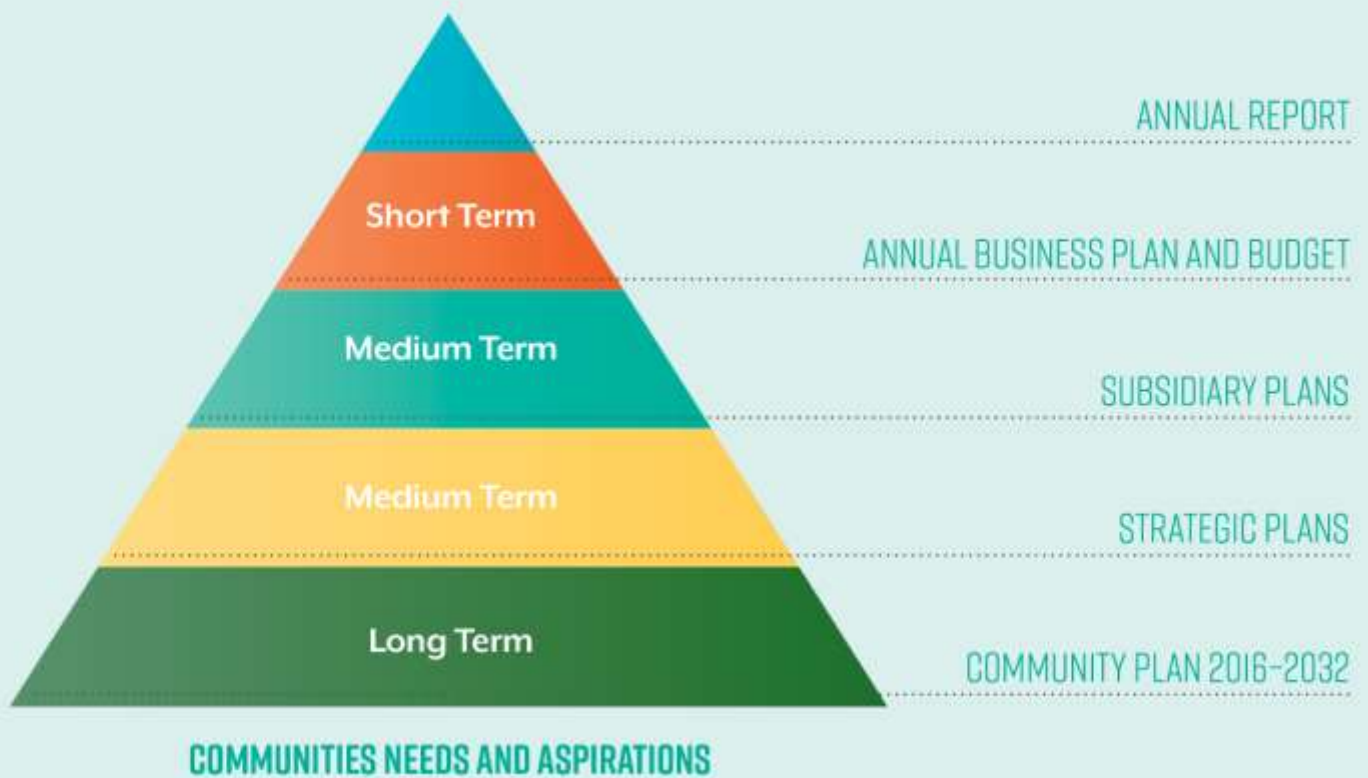 ANNUAL REPORT
Short Term
ANNUAL BUSINESS PLAN AND BUDGET
Medium Term
SUBSIDIARY PLANS
Medium Term
STRATEGIC PLANS
Long Term
COMMUNITY PLAN 2016–2032
COMMUNITIES NEEDS AND ASPIRATIONS